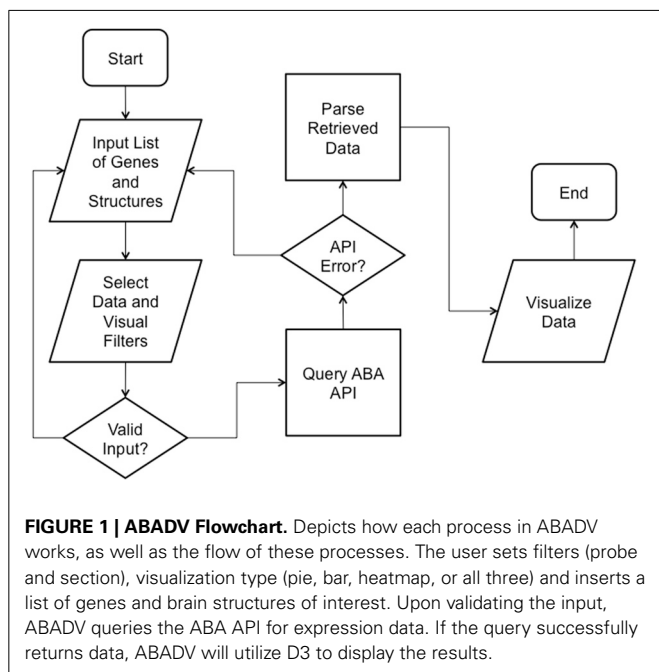 Start
Input List
of Genes
and
Structures
Select
Data and
Visual
Filters
Valid
Input?
Query ABA
API
API
Error?
Parse
Retrieved
Data
Visualize
Data
End
FIGURE 1 | ABADV Flowchart. Depicts how each process in ABADV
works, as well as the flow of these processes. The user sets filters (probe
and section), visualization type (pie, bar, heatmap, or all three) and inserts a
list of genes and brain structures of interest. Upon validating the input,
ABADV queries the ABA API for expression data. If the query successfully
returns data, ABADV will utilize D3 to display the results.